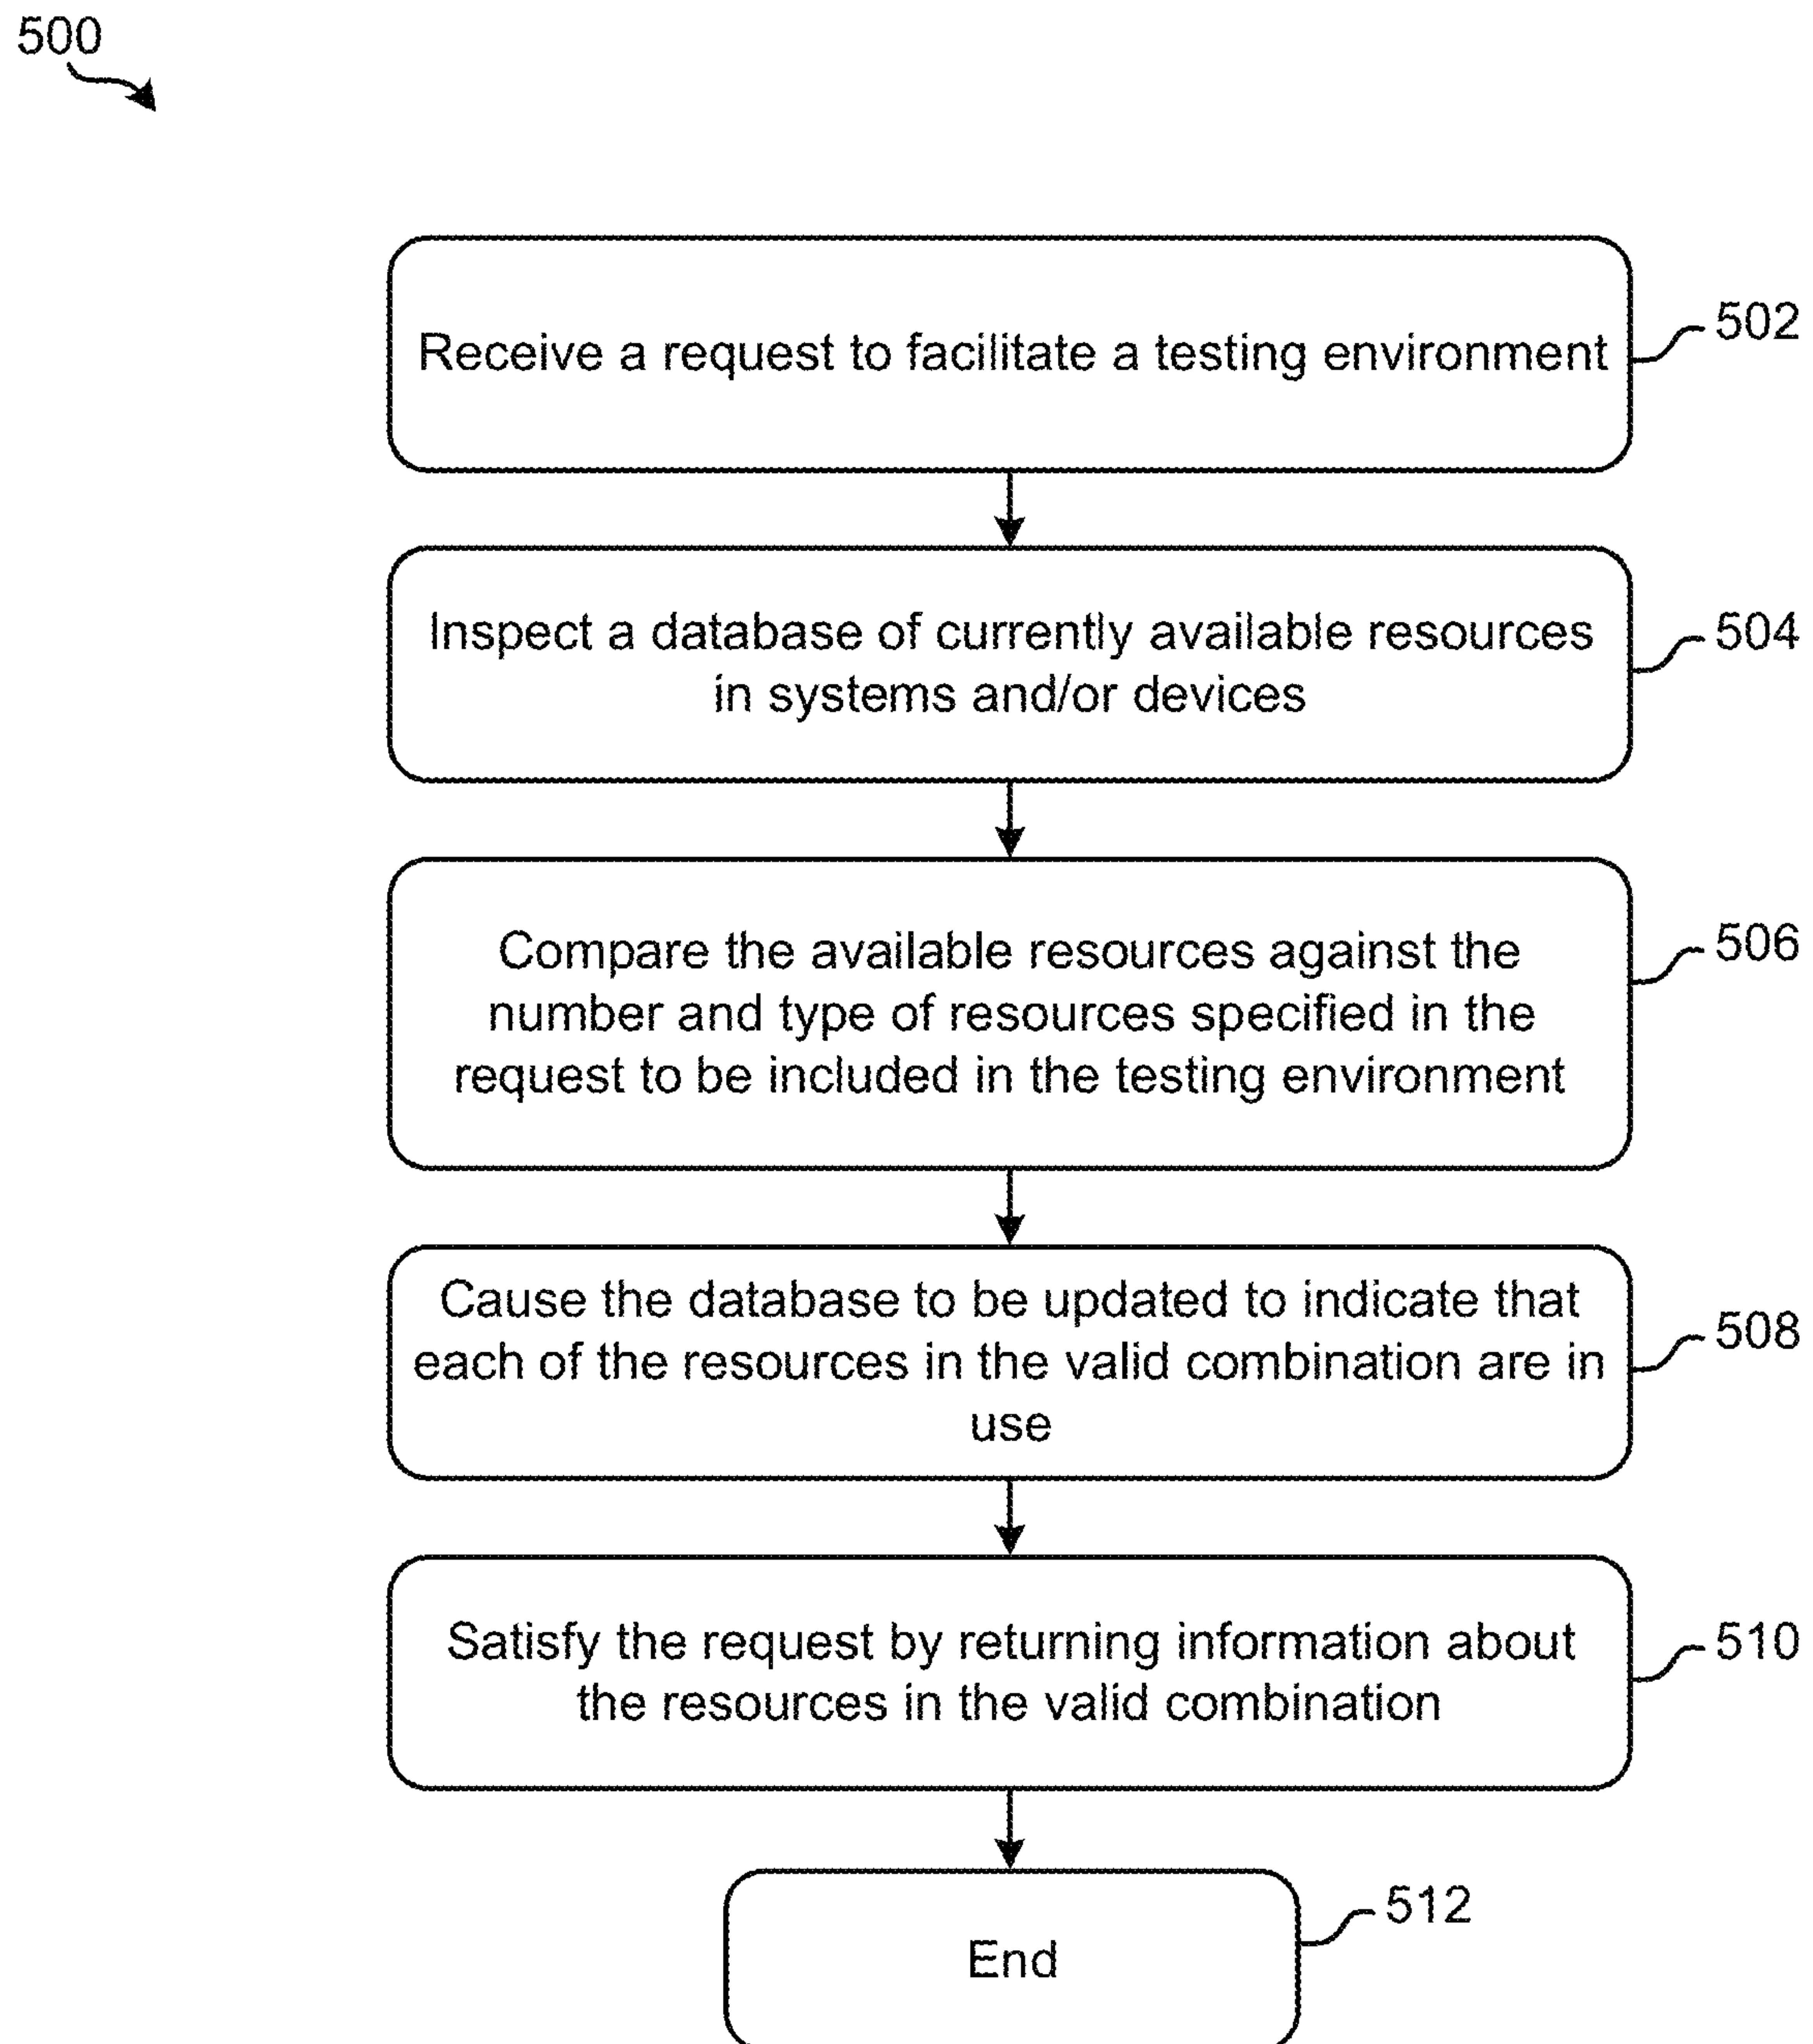 500
Receive a request to facilitate a testing environment
502
Inspect a database of currently available resources
in systems and/or devices
504
Compare the available resources against the
number and type of resources specified in the
request to be included in the testing environment
506
Cause the database to be updated to indicate that
each of the resources in the valid combination are in
use
508
Satisfy the request by returning information about
the resources in the valid combination
510
End
512